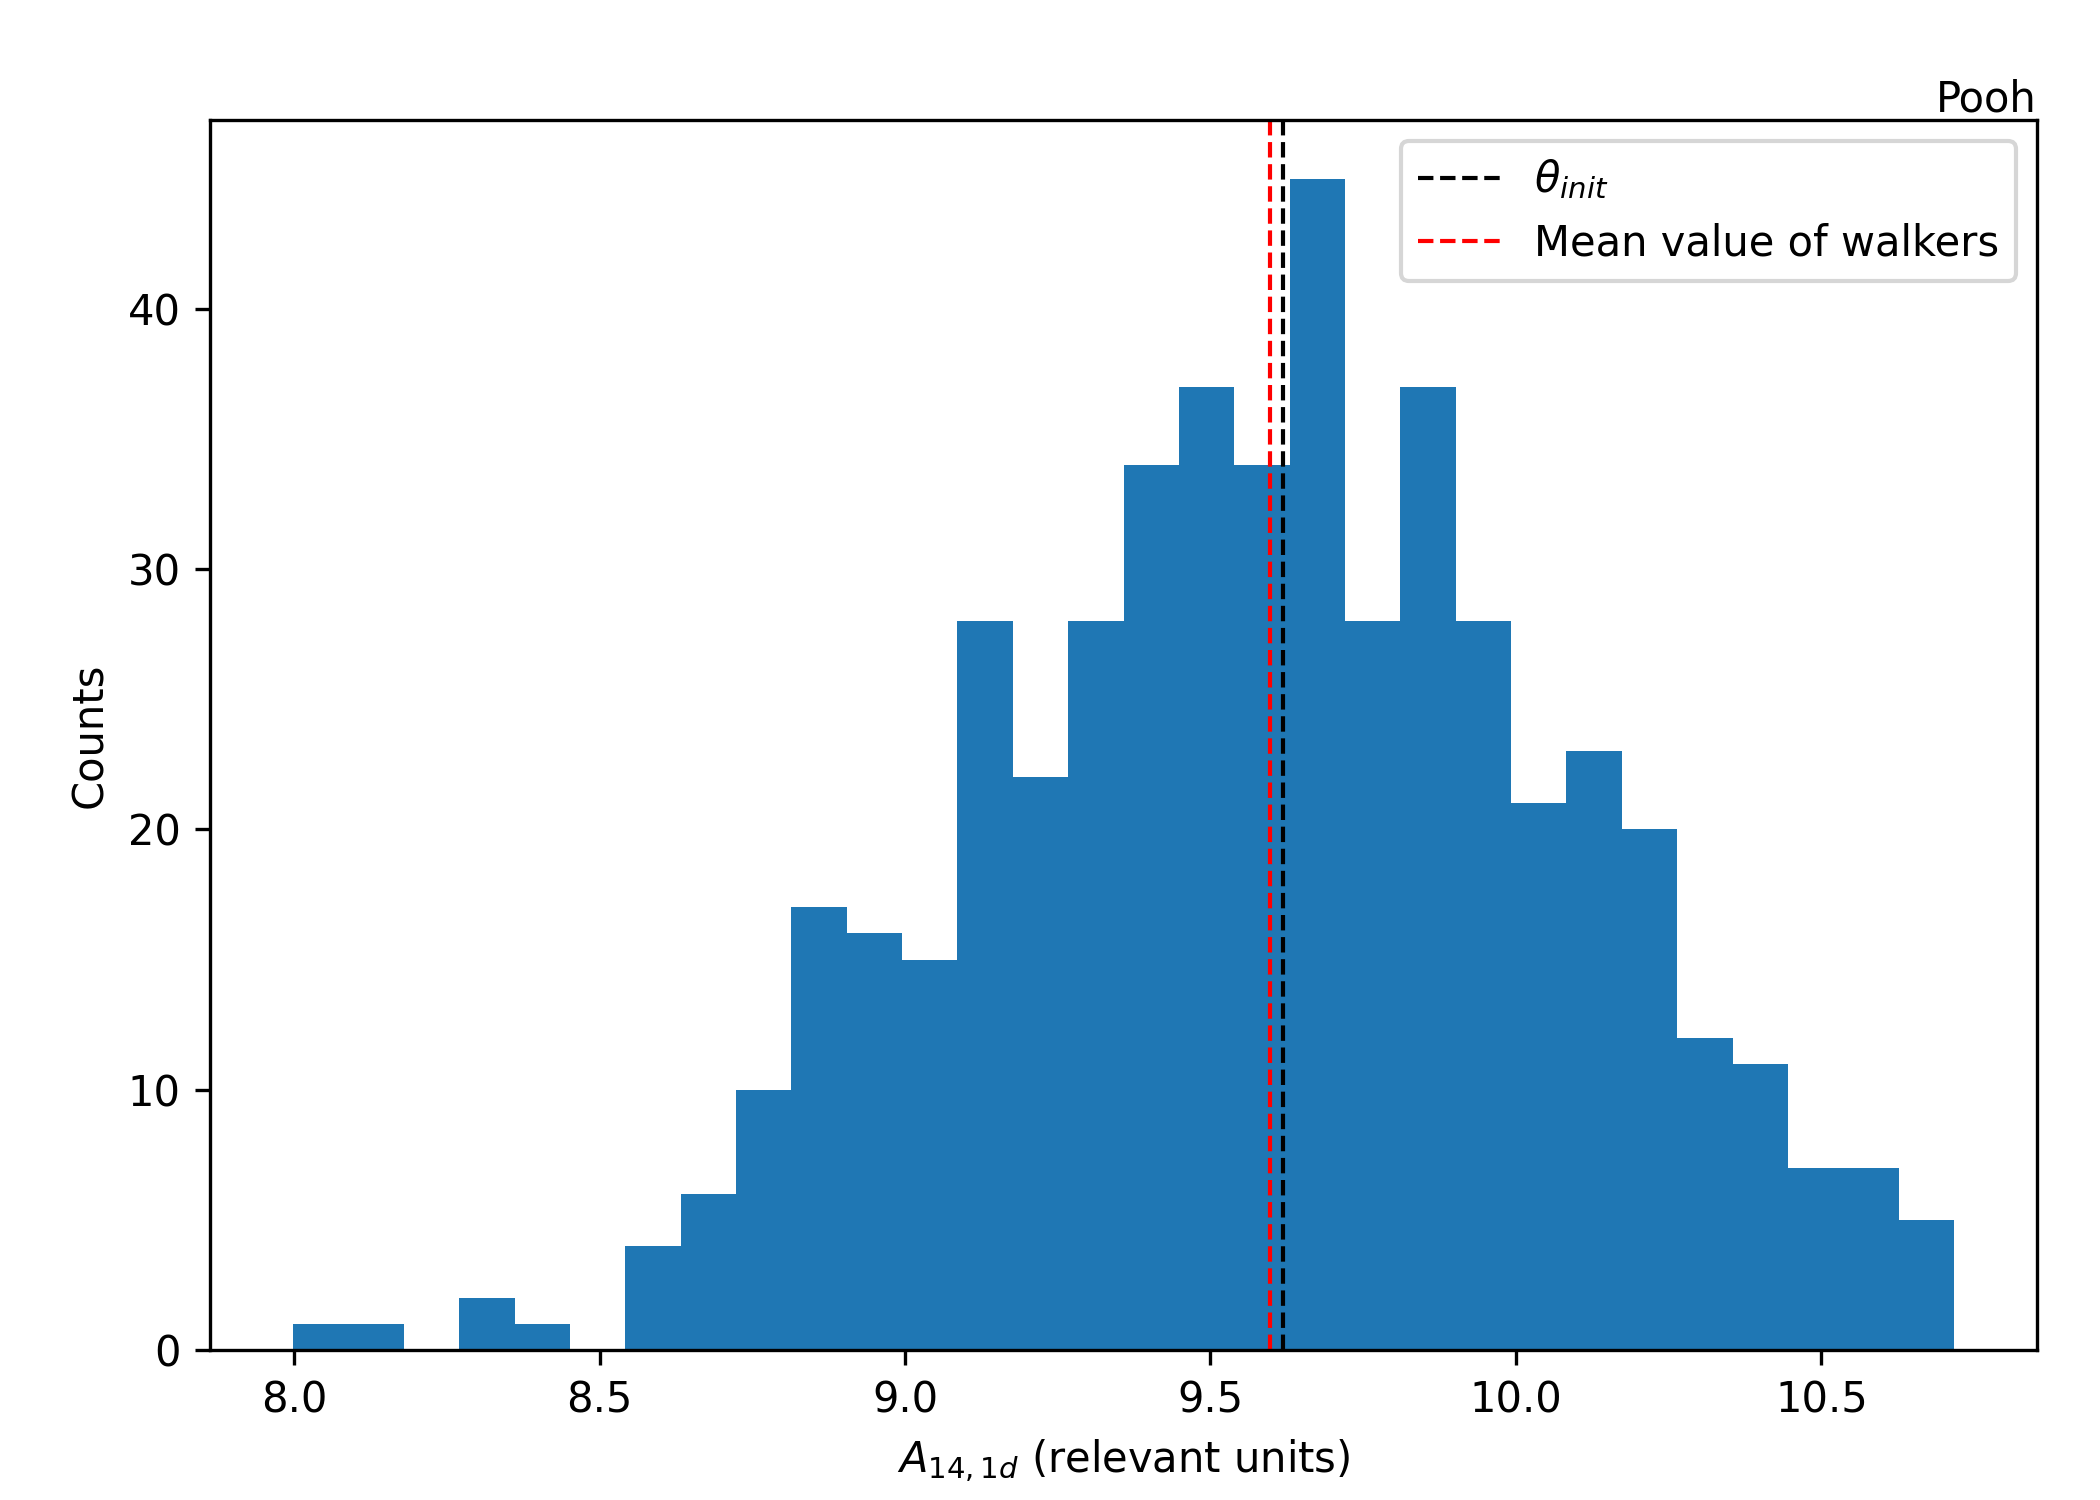 Pooh
θinit
Mean value of walkers
40
30
20
10
0
Counts
8.0 8.5 9.0 9.5 10.0 10.5
A14, 1d (relevant units)